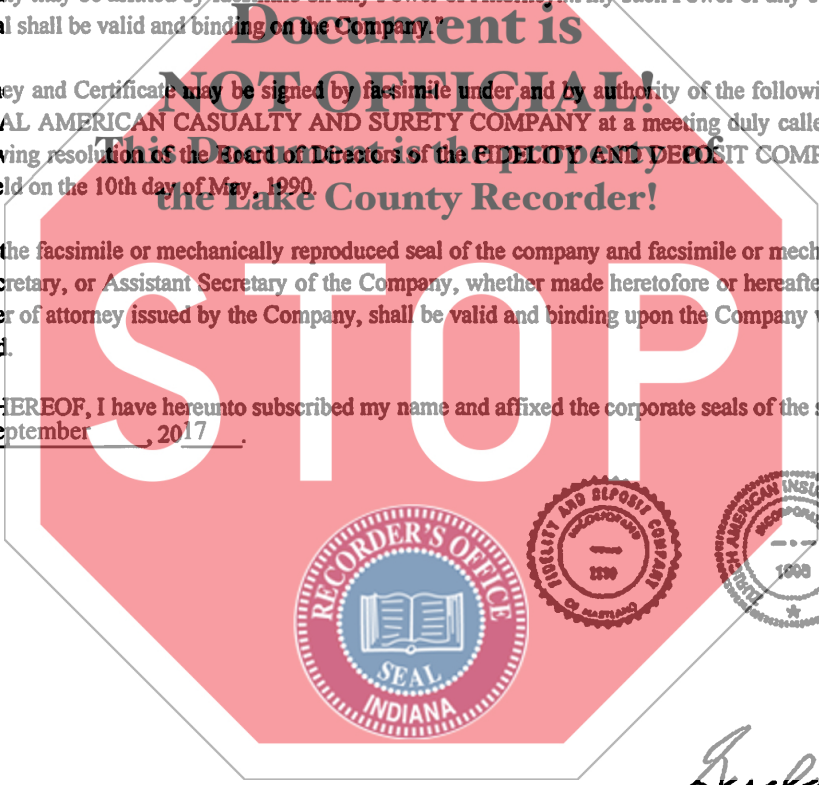 Document is
al shall be valid and binding on the Company."
NOT OFFICIAL!
ey and Certificate may be signed by facsimile under and by authority of the followi
AL AMERICAN CASUALTY AND SURETY COMPANY at a meeting duly calle
This Document is the property of
wing resolution of the Board of Directors of the FIDELITY AND DEPOSIT COMP
eld on the 10th day of May, 1990.
the Lake County Recorder!
the facsimile or mechanically reproduced seal of the company and facsimile or mech
cretary, or Assistant Secretary of the Company, whether made heretofore or hereafte
er of attorney issued by the Company, shall be valid and binding upon the Company
d.
STOP
HEREOF, I have hereunto subscribed my name and affixed the corporate seals of the s
eptember , 20 17 .
FIDELITY AND DEPOSIT COMPANY
INCORPORATED
1890
OF MARYLAND
RECORDER'S OFFICE
SEAL
INDIANA